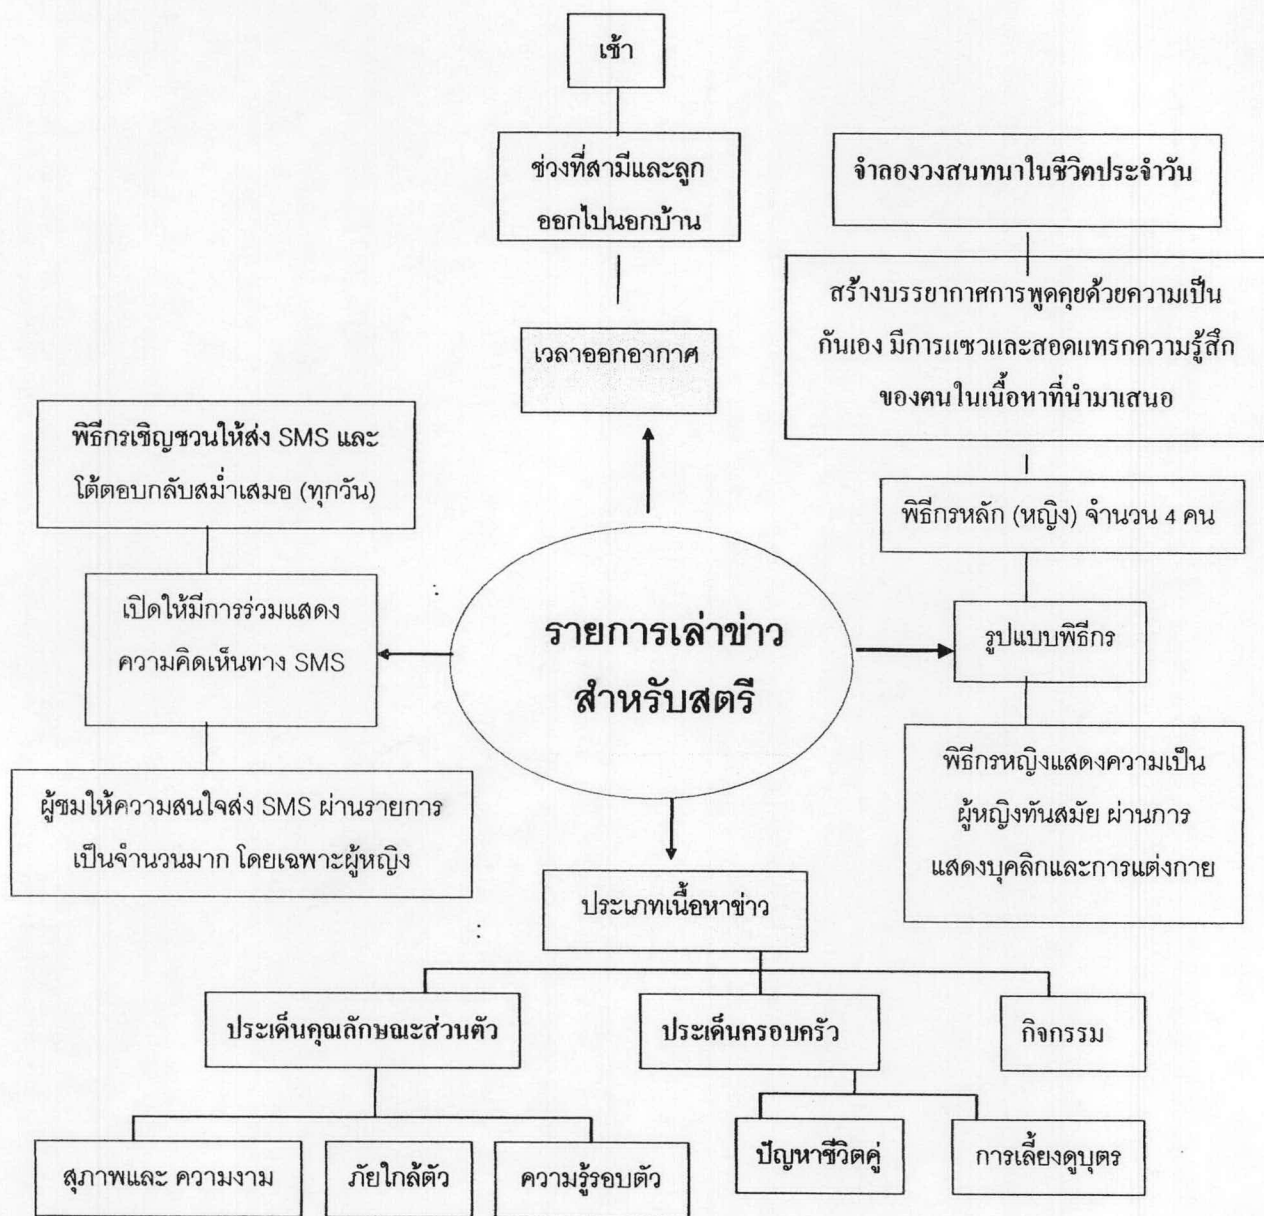 เช้า
ช่วงที่สามีและลูก
ออกไปนอกบ้าน
เวลาออกอากาศ
จำลองวงสนทนาในชีวิตประจำวัน
สร้างบรรยากาศการพูดคุยด้วยความเป็น
กันเอง มีการแซวและสอดแทรกความรู้สึก
ของตนในเนื้อหาที่นำมาเสนอ
พิธีกรหลัก (หญิง) จำนวน 4 คน
รูปแบบพิธีกร
พิธีกรหญิงแสดงความเป็น
ผู้หญิงทันสมัย ผ่านการ
แสดงบุคลิกและการแต่งกาย
พิธีกรเชิญชวนให้ส่ง SMS และ
โต้ตอบกลับสม่ำเสมอ (ทุกวัน)
เปิดให้มีการร่วมแสดง
ความคิดเห็นทาง SMS
ผู้ชมให้ความสนใจส่ง SMS ผ่านรายการ
เป็นจำนวนมาก โดยเฉพาะผู้หญิง
รายการเล่าข่าว
สำหรับสตรี
ประเภทเนื้อหาข่าว
ประเด็นคุณลักษณะส่วนตัว
ประเด็นครอบครัว
กิจกรรม
สุภาพและ ความงาม
ภัยใกล้ตัว
ความรู้รอบตัว
ปัญหาชีวิตคู่
การเลี้ยงดูบุตร